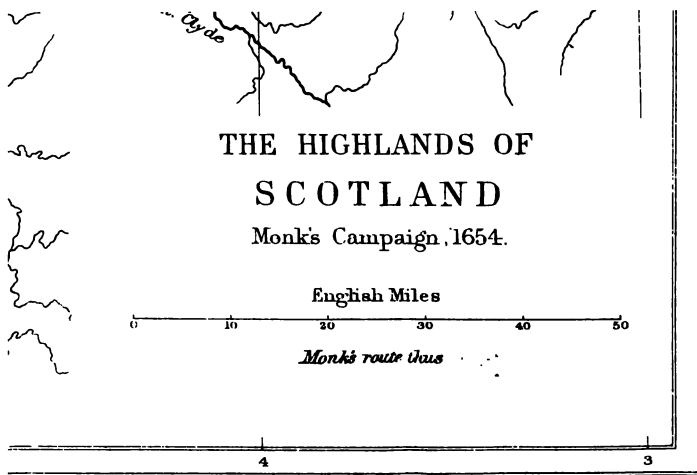 R. Clyde
THE HIGHLANDS OF
SCOTLAND
Monk's Campaign, 1654.
English Miles
0 10 20 30 40 50
Monk's route thus
4 3